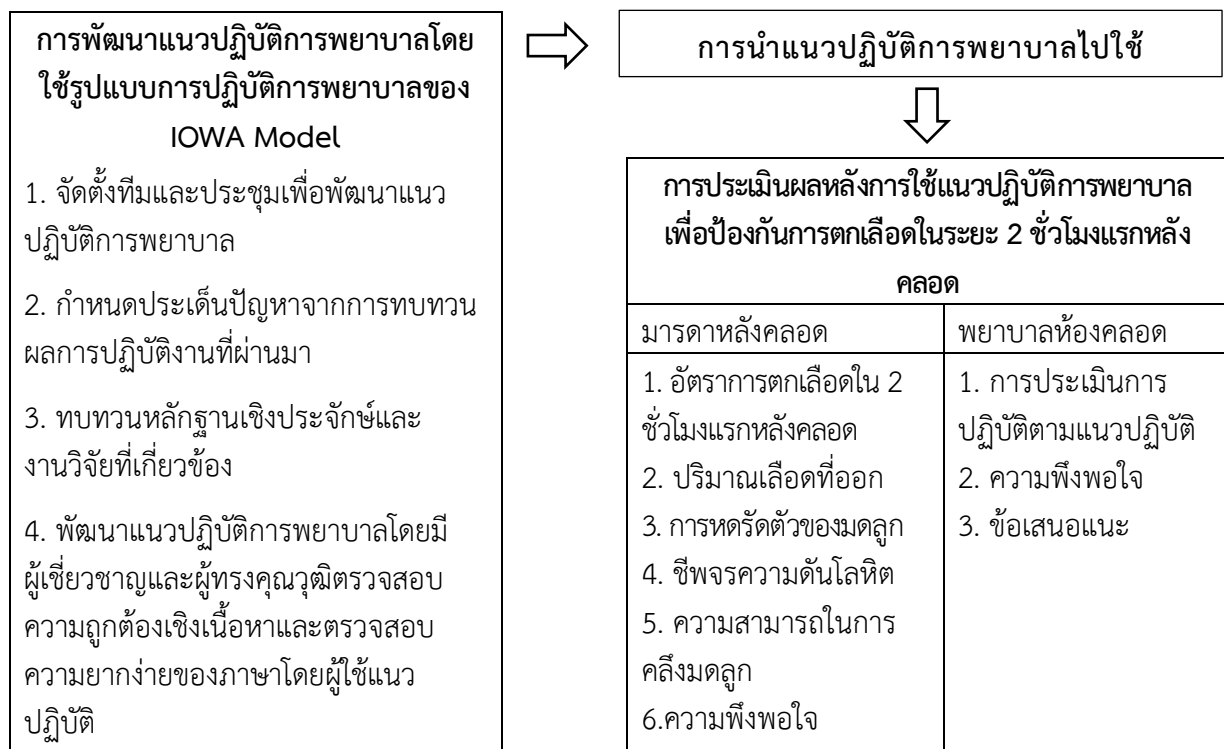 การพัฒนาแนวปฏิบัติการพยาบาลโดย
ใช้รูปแบบการปฏิบัติการพยาบาลของ
IOWA Model
1. จัดตั้งทีมและประชุมเพื่อพัฒนาแนว
ปฏิบัติการพยาบาล
2. กำหนดประเด็นปัญหาจากการทบทวน
ผลการปฏิบัติงานที่ผ่านมา
3. ทบทวนหลักฐานเชิงประจักษ์และ
งานวิจัยที่เกี่ยวข้อง
4. พัฒนาแนวปฏิบัติการพยาบาลโดยมี
ผู้เชี่ยวชาญและผู้ทรงคุณวุฒิตรวจสอบ
ความถูกต้องเชิงเนื้อหาและตรวจสอบ
ความยากง่ายของภาษาโดยผู้ใช้แนว
ปฏิบัติ
การนำแนวปฏิบัติการพยาบาลไปใช้
การประเมินผลหลังการใช้แนวปฏิบัติการพยาบาล
เพื่อป้องกันการตกเลือดในระยะ 2 ชั่วโมงแรกหลัง
คลอด
มารดาหลังคลอด
1. อัตราการตกเลือดใน 2
ชั่วโมงแรกหลังคลอด
2. ปริมาณเลือดที่ออก
3. การหดรัดตัวของมดลูก
4. ชีพจรความดันโลหิต
5. ความสามารถในการ
คลึงมดลูก
6.ความพึงพอใจ
พยาบาลห้องคลอด
1. การประเมินการ
ปฏิบัติตามแนวปฏิบัติ
2. ความพึงพอใจ
3. ข้อเสนอแนะ